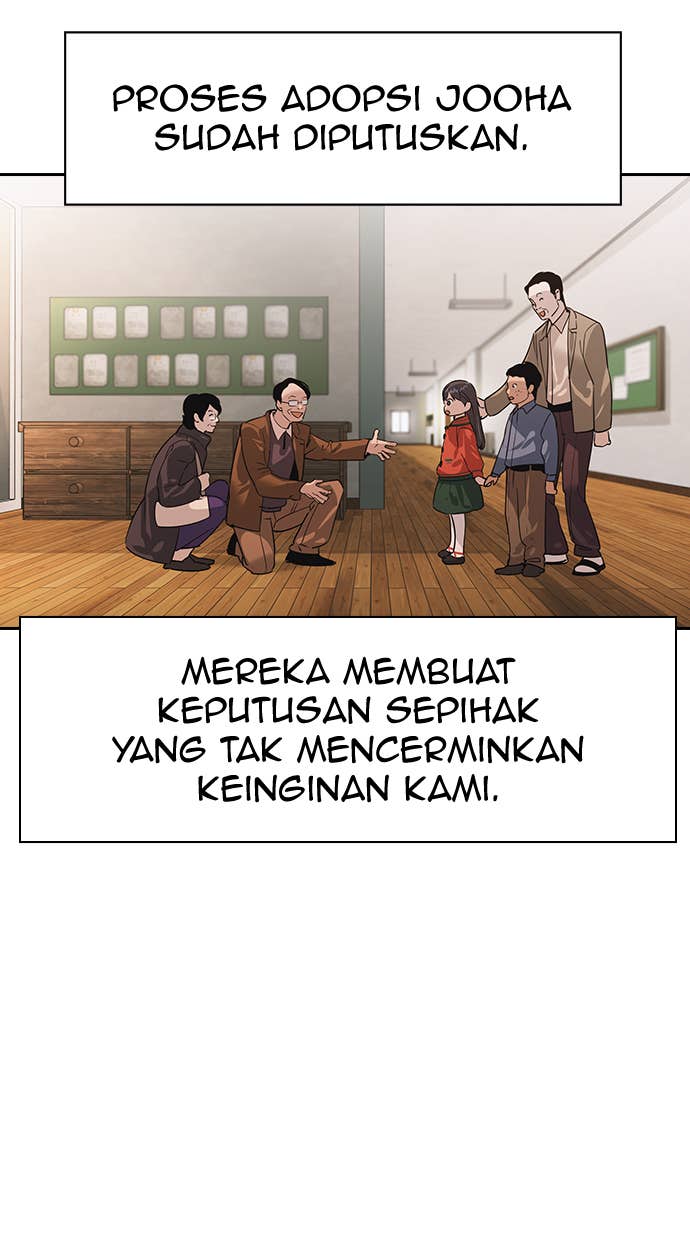 PROSES ADOPSI JOOHA
SUDAH DIPUTUSKAN.
MEREKA MEMBUAT
KEPUTUSAN SEPIHAK
YANG TAK MENCERMINKAN
KEINGINAN KAMI.